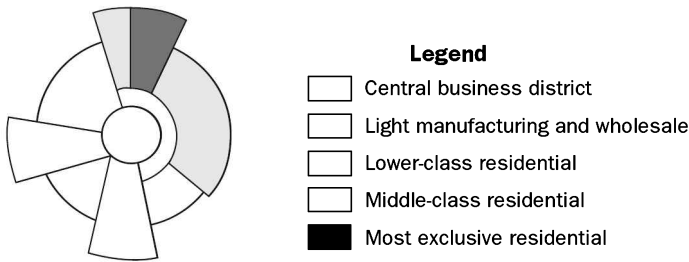 Legend
Central business district
Light manufacturing and wholesale
Lower-class residential
Middle-class residential
Most exclusive residential